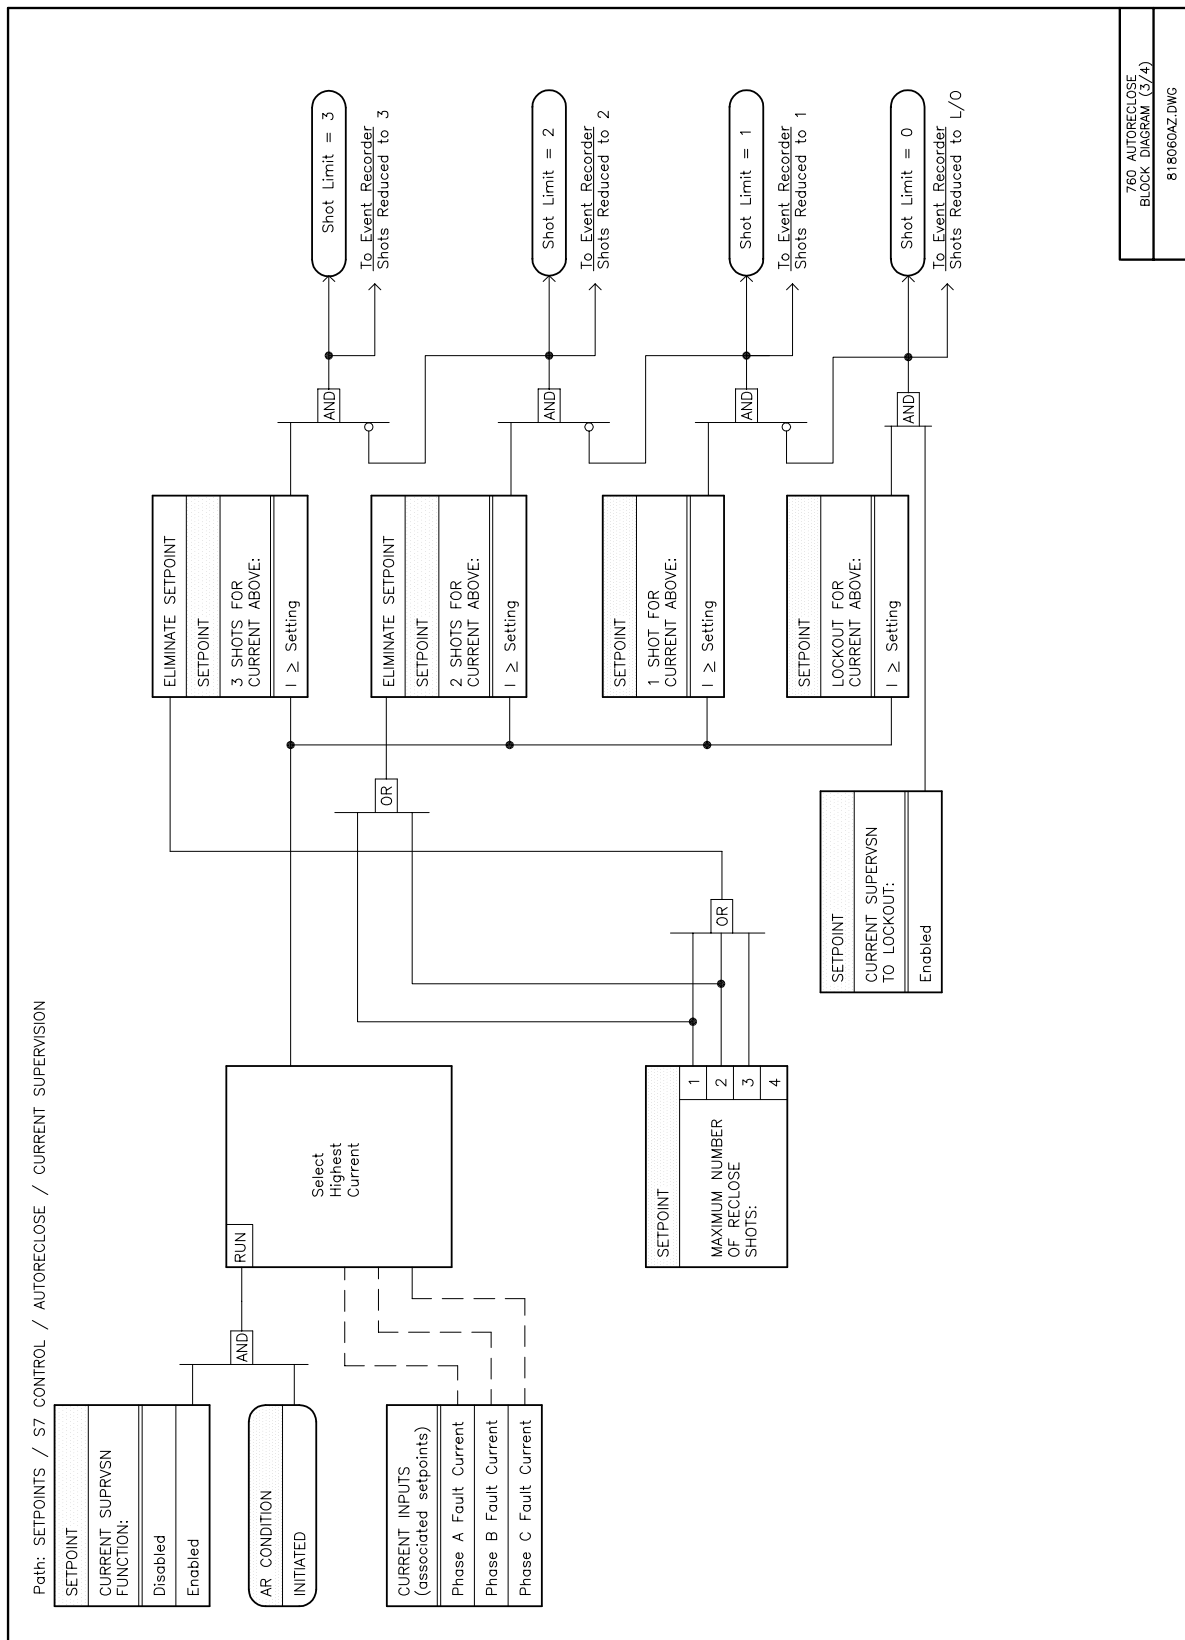 Path: SETPOINTS / S7 CONTROL / AUTORECLOSE / CURRENT SUPERVISION
SETPOINT
CURRENT SUPRVSN
FUNCTION:
Disabled
Enabled
AR CONDITION
INITIATED
CURRENT INPUTS
(associated setpoints)
Phase A Fault Current
Phase B Fault Current
Phase C Fault Current
AND
RUN
Select
Highest
Current
SETPOINT
MAXIMUM NUMBER
OF RECLOSE
SHOTS:
1
2
3
4
OR
OR
SETPOINT
CURRENT SUPERVSN
TO LOCKOUT:
Enabled
ELIMINATE SETPOINT
SETPOINT
3 SHOTS FOR
CURRENT ABOVE:
I ≥ Setting
ELIMINATE SETPOINT
SETPOINT
2 SHOTS FOR
CURRENT ABOVE:
I ≥ Setting
SETPOINT
1 SHOT FOR
CURRENT ABOVE:
I ≥ Setting
SETPOINT
LOCKOUT FOR
CURRENT ABOVE:
I ≥ Setting
AND
AND
AND
AND
Shot Limit = 3
To Event Recorder
Shots Reduced to 3
Shot Limit = 2
To Event Recorder
Shots Reduced to 2
Shot Limit = 1
To Event Recorder
Shots Reduced to 1
Shot Limit = 0
To Event Recorder
Shots Reduced to L/O
760 AUTORECLOSE
BLOCK DIAGRAM (3/4)
818060AZ.DWG